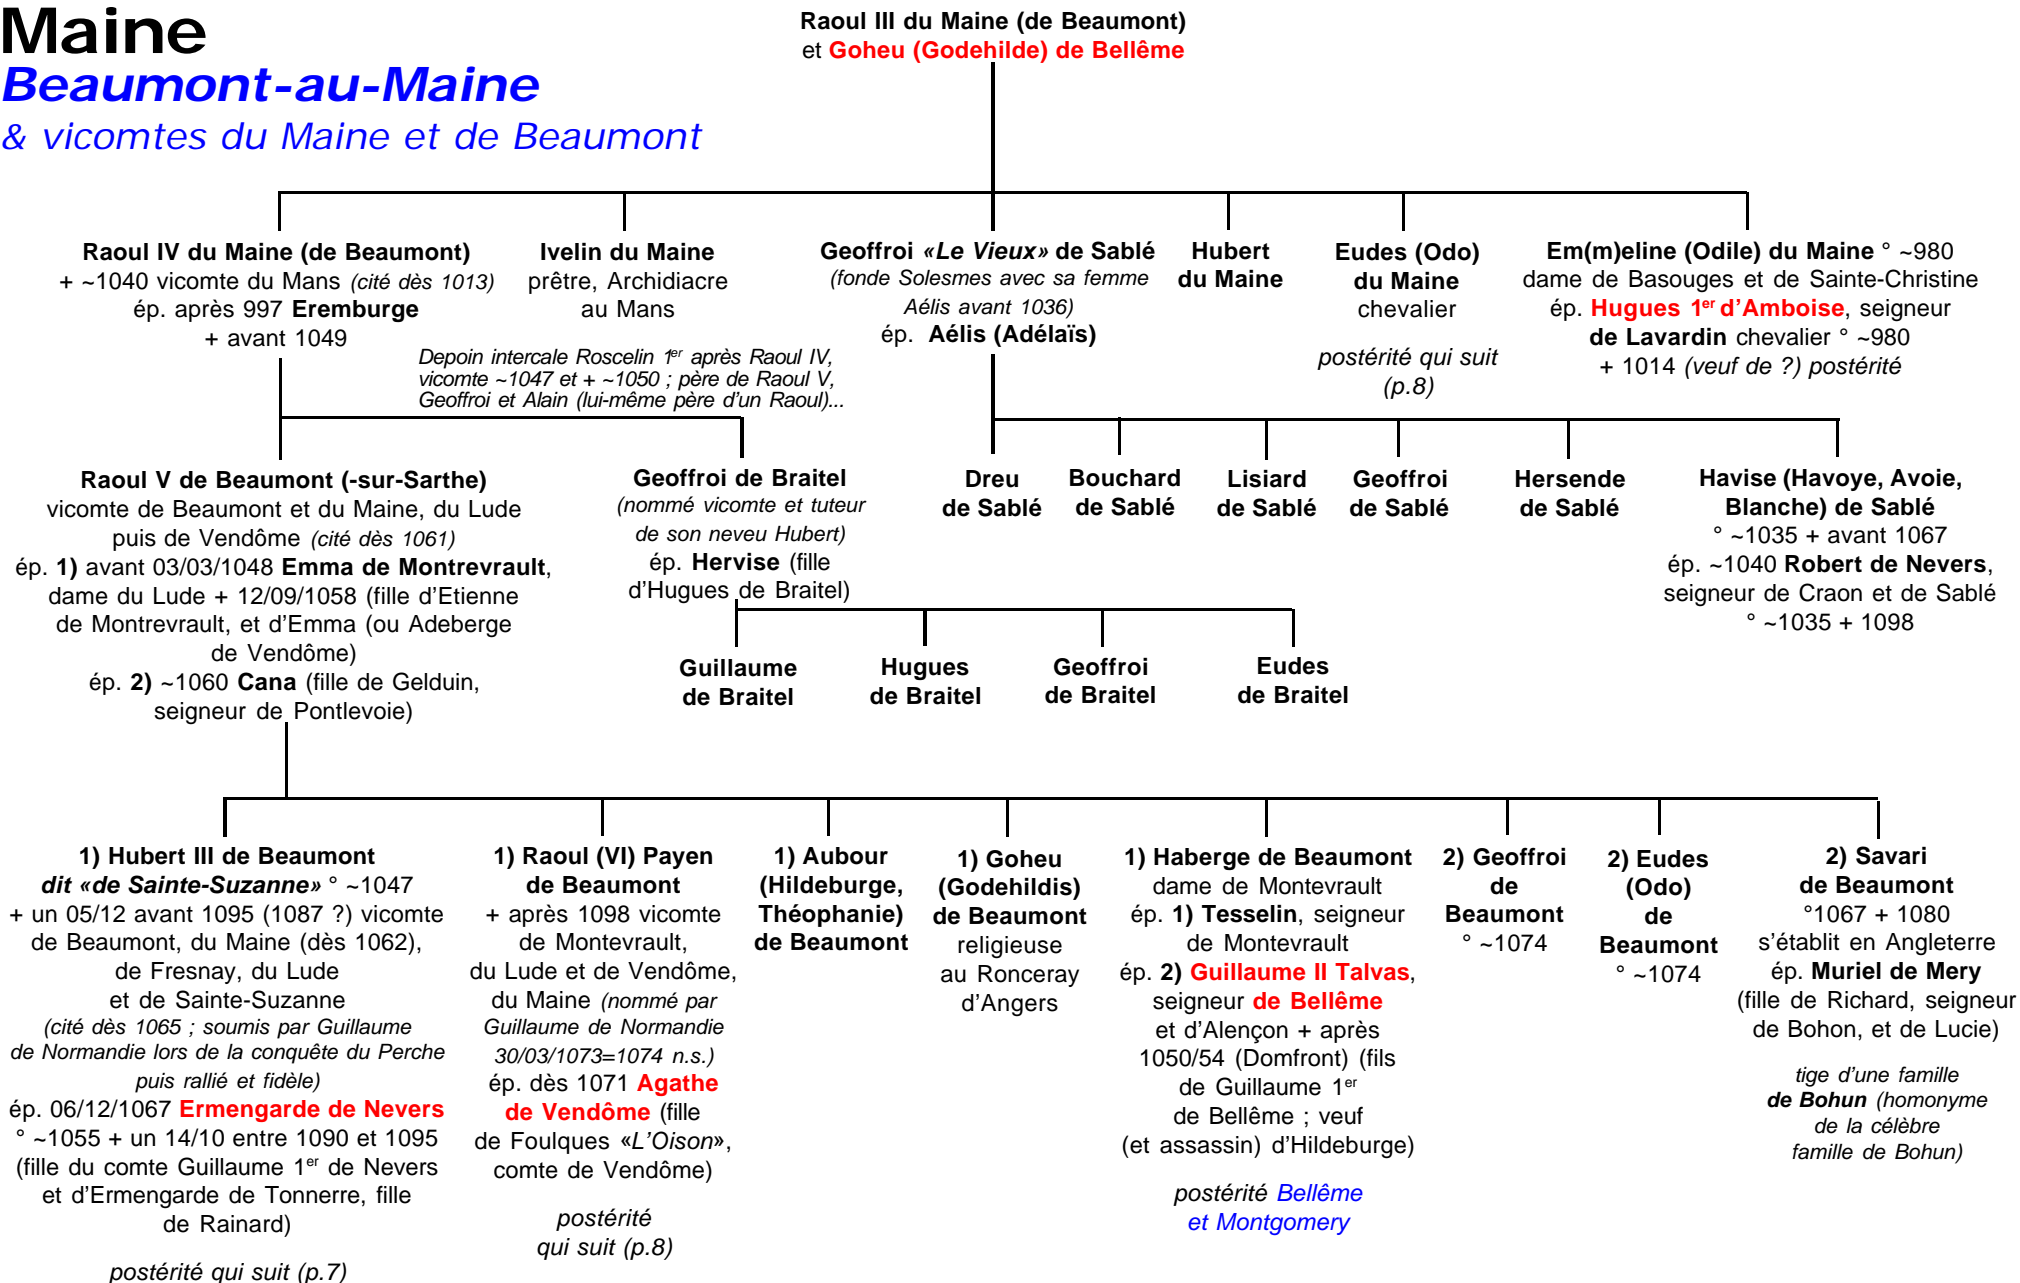 Maine
Beaumont-au-Maine
& vicomtes du Maine et de Beaumont
Raoul III du Maine (de Beaumont)
et Goheu (Godehilde) de Bellême
Raoul IV du Maine (de Beaumont)
+ ~1040 vicomte du Mans (cité dès 1013)
ép. après 997 Eremburge
+ avant 1049
Ivelin du Maine
prêtre, Archidiacre
au Mans
Geoffroi «Le Vieux» de Sablé
(fonde Solesmes avec sa femme
Aélis avant 1036)
ép. Aélis (Adélaïs)
Hubert
du Maine
Eudes (Odo)
du Maine
chevalier
postérité qui suit
(p.8)
Em(m)eline (Odile) du Maine ° ~980
dame de Basouges et de Sainte-Christine
ép. Hugues 1er d'Amboise, seigneur
de Lavardin chevalier ° ~980
+ 1014 (veuf de ?) postérité
Depoin intercale Roscelin 1er après Raoul IV,
vicomte ~1047 et + ~1050 ; père de Raoul V,
Geoffroi et Alain (lui-même père d'un Raoul)...
Raoul V de Beaumont (-sur-Sarthe)
vicomte de Beaumont et du Maine, du Lude
puis de Vendôme (cité dès 1061)
ép. 1) avant 03/03/1048 Emma de Montrevrault,
dame du Lude + 12/09/1058 (fille d'Etienne
de Montrevrault, et d'Emma (ou Adeberge
de Vendôme)
ép. 2) ~1060 Cana (fille de Gelduin,
seigneur de Pontlevoie)
Geoffroi de Braitel
(nommé vicomte et tuteur
de son neveu Hubert)
ép. Hervise (fille
d'Hugues de Braitel)
Dreu
de Sablé
Bouchard
de Sablé
Lisiard
de Sablé
Geoffroi
de Sablé
Hersende
de Sablé
Havise (Havoye, Avoie,
Blanche) de Sablé
° ~1035 + avant 1067
ép. ~1040 Robert de Nevers,
seigneur de Craon et de Sablé
° ~1035 + 1098
Guillaume
de Braitel
Hugues
de Braitel
Geoffroi
de Braitel
Eudes
de Braitel
1) Hubert III de Beaumont
dit «de Sainte-Suzanne» ° ~1047
+ un 05/12 avant 1095 (1087 ?) vicomte
de Beaumont, du Maine (dès 1062),
de Fresnay, du Lude
et de Sainte-Suzanne
(cité dès 1065 ; soumis par Guillaume
de Normandie lors de la conquête du Perche
puis rallié et fidèle)
ép. 06/12/1067 Ermengarde de Nevers
° ~1055 + un 14/10 entre 1090 et 1095
(fille du comte Guillaume 1er de Nevers
et d'Ermengarde de Tonnerre, fille
de Rainard)
postérité qui suit (p.7)
1) Raoul (VI) Payen
de Beaumont
+ après 1098 vicomte
de Montevrault,
du Lude et de Vendôme,
du Maine (nommé par
Guillaume de Normandie
30/03/1073=1074 n.s.)
ép. dès 1071 Agathe
de Vendôme (fille
de Foulques «L'Oison»,
comte de Vendôme)
postérité
qui suit (p.8)
1) Aubour
(Hildeburge,
Théophanie)
de Beaumont
1) Goheu
(Godehildis)
de Beaumont
religieuse
au Ronceray
d'Angers
1) Haberge de Beaumont
dame de Montevrault
ép. 1) Tesselin, seigneur
de Montevrault
ép. 2) Guillaume II Talvas,
seigneur de Bellême
et d'Alençon + après
1050/54 (Domfront) (fils
de Guillaume 1er
de Bellême ; veuf
(et assassin) d'Hildeburge)
postérité Bellême
et Montgomery
2) Geoffroi
de
Beaumont
° ~1074
2) Eudes
(Odo)
de
Beaumont
° ~1074
2) Savari
de Beaumont
°1067 + 1080
s'établit en Angleterre
ép. Muriel de Mery
(fille de Richard, seigneur
de Bohon, et de Lucie)
tige d'une famille
de Bohun (homonyme
de la célèbre
famille de Bohun)